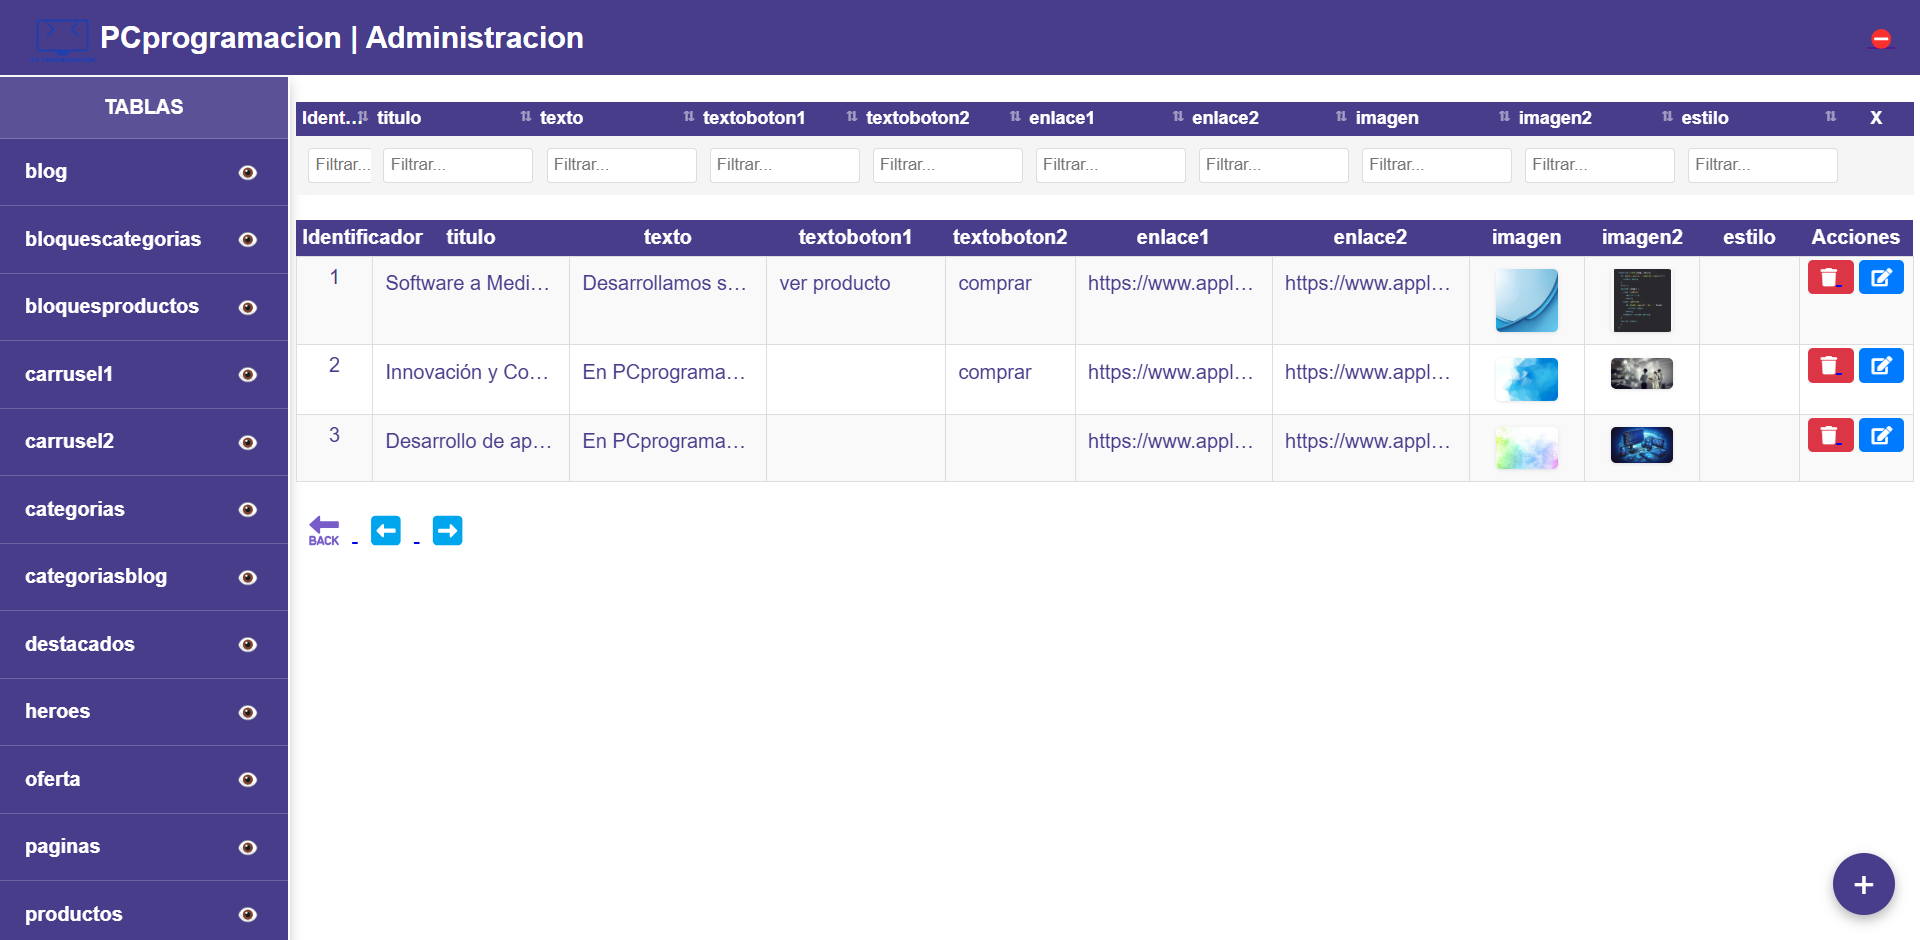 PCprogramacion | Administracion
TABLAS
blog
bloquescategorias
bloquesproductos
carrusel1
carrusel2
categorias
categoriasblog
destacados
heroes
oferta
paginas
productos
Ident... titulo texto textoboton1 textoboton2 enlace1 enlace2 imagen imagen2 estilo X
Filtrar... Filtrar... Filtrar... Filtrar... Filtrar... Filtrar... Filtrar... Filtrar... Filtrar... Filtrar...
Identificador titulo texto textoboton1 textoboton2 enlace1 enlace2 imagen imagen2 estilo Acciones
1 Software a Medi... Desarrollamos s... ver producto comprar https://www.appl... https://www.appl...
2 Innovación y Co... En PCprograma... comprar https://www.appl... https://www.appl...
3 Desarrollo de ap... En PCprograma... https://www.appl... https://www.appl...
BACK
+